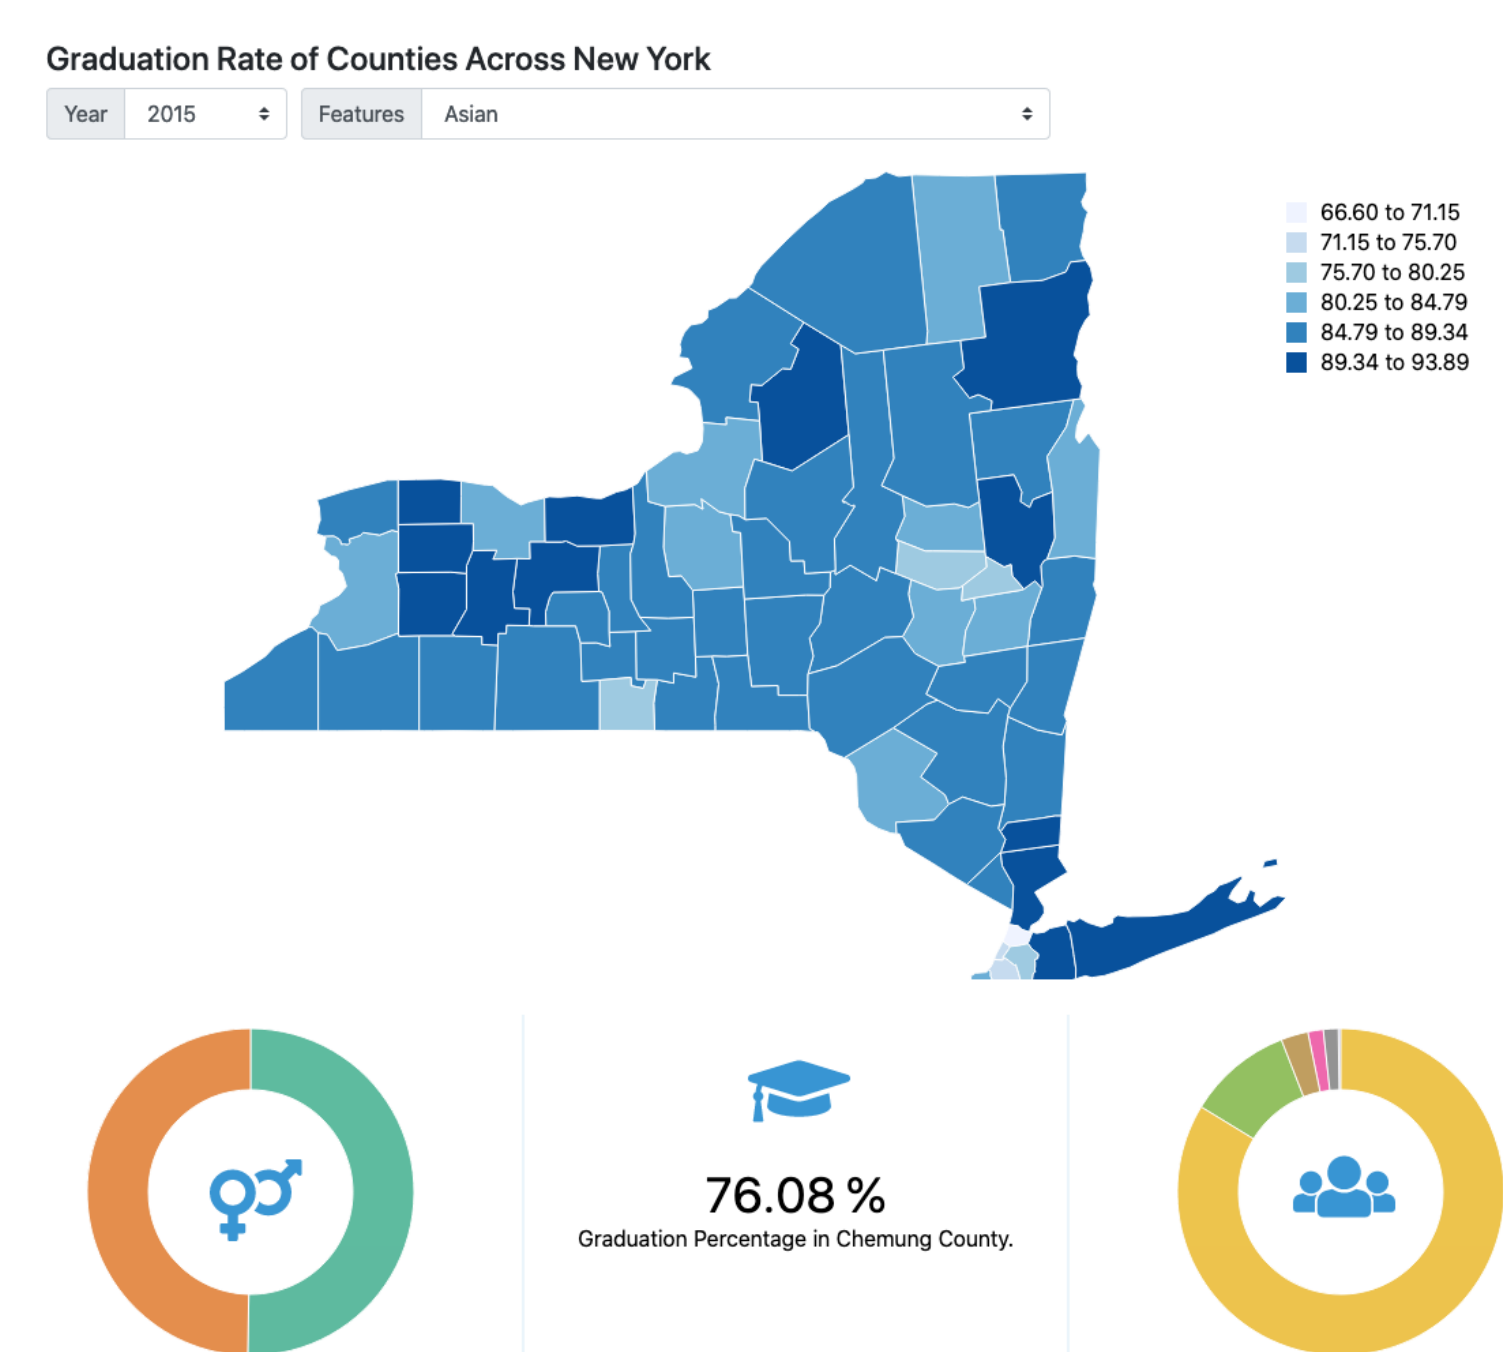 Graduation Rate of Counties Across New York
Year 2015 Features Asian
66.60 to 71.15
71.15 to 75.70
75.70 to 80.25
80.25 to 84.79
84.79 to 89.34
89.34 to 93.89
76.08 %
Graduation Percentage in Chemung County.